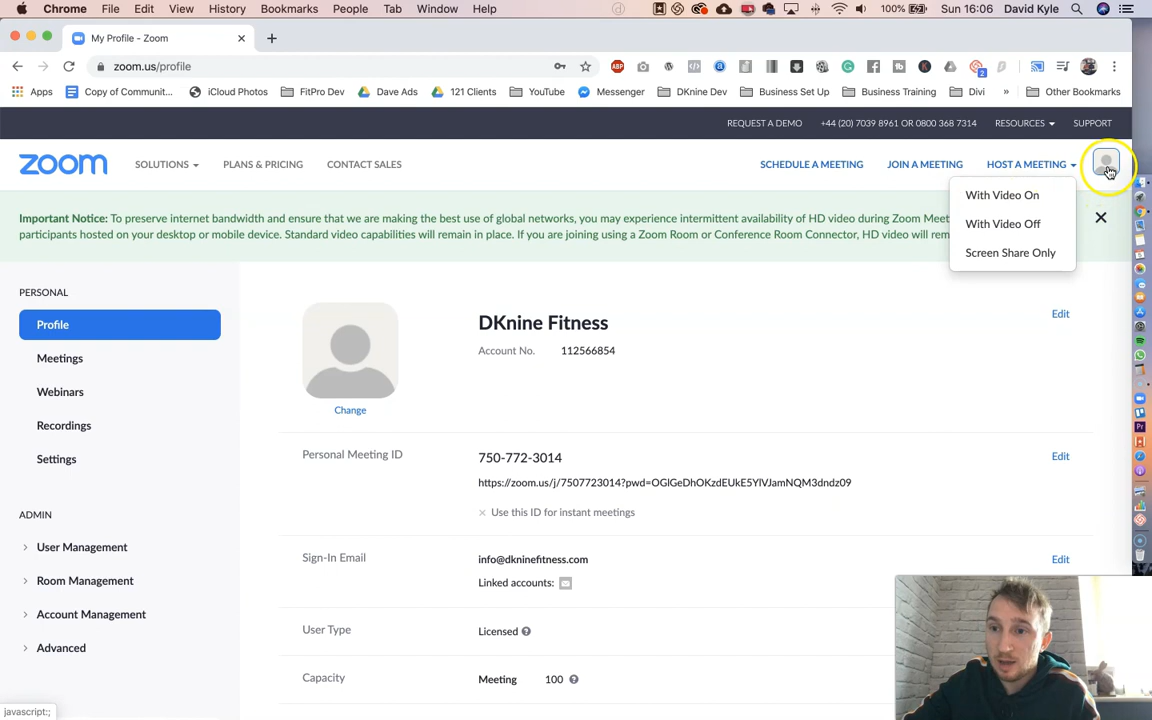 Chrome File Edit View History Bookmarks People Tab Window Help 100% Sun 16:06 David Kyle
My Profile - Zoom
zoom.us/profile
ABP
2
Apps Copy of Communit... iCloud Photos FitPro Dev Dave Ads 121 Clients YouTube Messenger DKnine Dev Business Set Up Business Training Divi » Other Bookmarks
REQUEST A DEMO +44 (20) 7039 8961 OR 0800 368 7314 RESOURCES SUPPORT
zoom SOLUTIONS PLANS & PRICING CONTACT SALES SCHEDULE A MEETING JOIN A MEETING HOST A MEETING
With Video On
With Video Off
Screen Share Only
Important Notice: To preserve internet bandwidth and ensure that we are making the best use of global networks, you may experience intermittent availability of HD video during Zoom Meet
participants hosted on your desktop or mobile device. Standard video capabilities will remain in place. If you are joining using a Zoom Room or Conference Room Connector, HD video will rem
PERSONAL
Profile
Meetings
Webinars
Recordings
Settings
ADMIN
User Management
Room Management
Account Management
Advanced
Change
DKnine Fitness
Edit
Account No. 112566854
Personal Meeting ID 750-772-3014 Edit
https://zoom.us/j/7507723014?pwd=OGlGeDhOKzdEUkE5YlVJamNQM3dndz09
× Use this ID for instant meetings
Sign-In Email info@dkninefitness.com Edit
Linked accounts:
User Type Licensed
Capacity Meeting 100
javascript:;